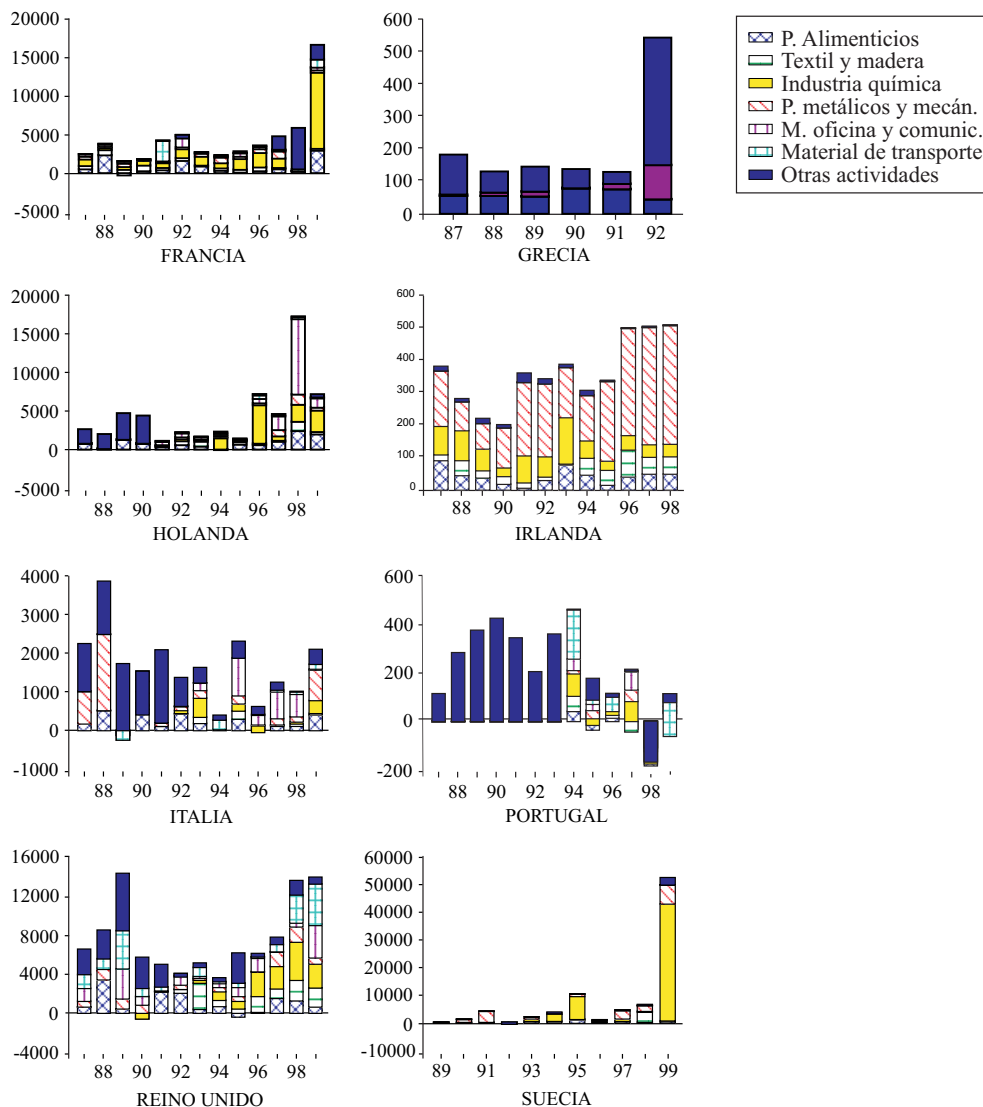 20000
15000
10000
5000
0
-5000
88 90 92 94 96 98
FRANCIA
600
500
400
300
200
100
0
87 88 89 90 91 92
GRECIA
P. Alimenticios
Textil y madera
Industria química
P. metálicos y mecán.
M. oficina y comunic.
Material de transporte
Otras actividades
20000
15000
10000
5000
0
-5000
88 90 92 94 96 98
HOLANDA
600
500
400
300
200
100
0
88 90 92 94 96 98
IRLANDA
4000
3000
2000
1000
0
-1000
88 90 92 94 96 98
ITALIA
600
400
200
0
-200
88 90 92 94 96 98
PORTUGAL
16000
12000
8000
4000
0
-4000
88 90 92 94 96 98
REINO UNIDO
60000
50000
40000
30000
20000
10000
0
-10000
89 91 93 95 97 99
SUECIA